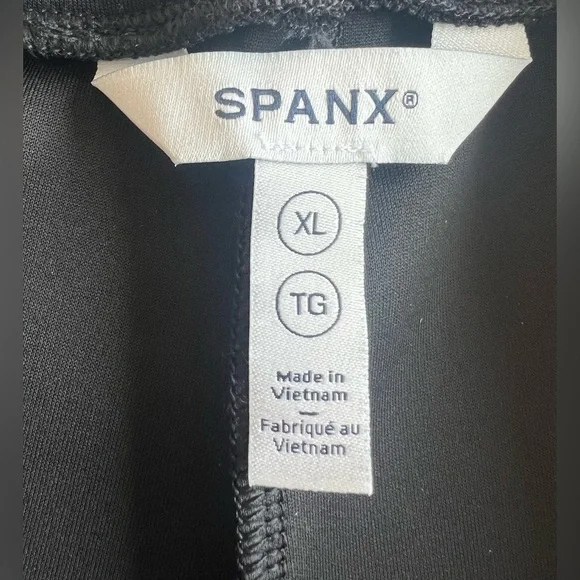 SPANX®
XL
TG
Made in
Vietnam
—
Fabriqué au
Vietnam